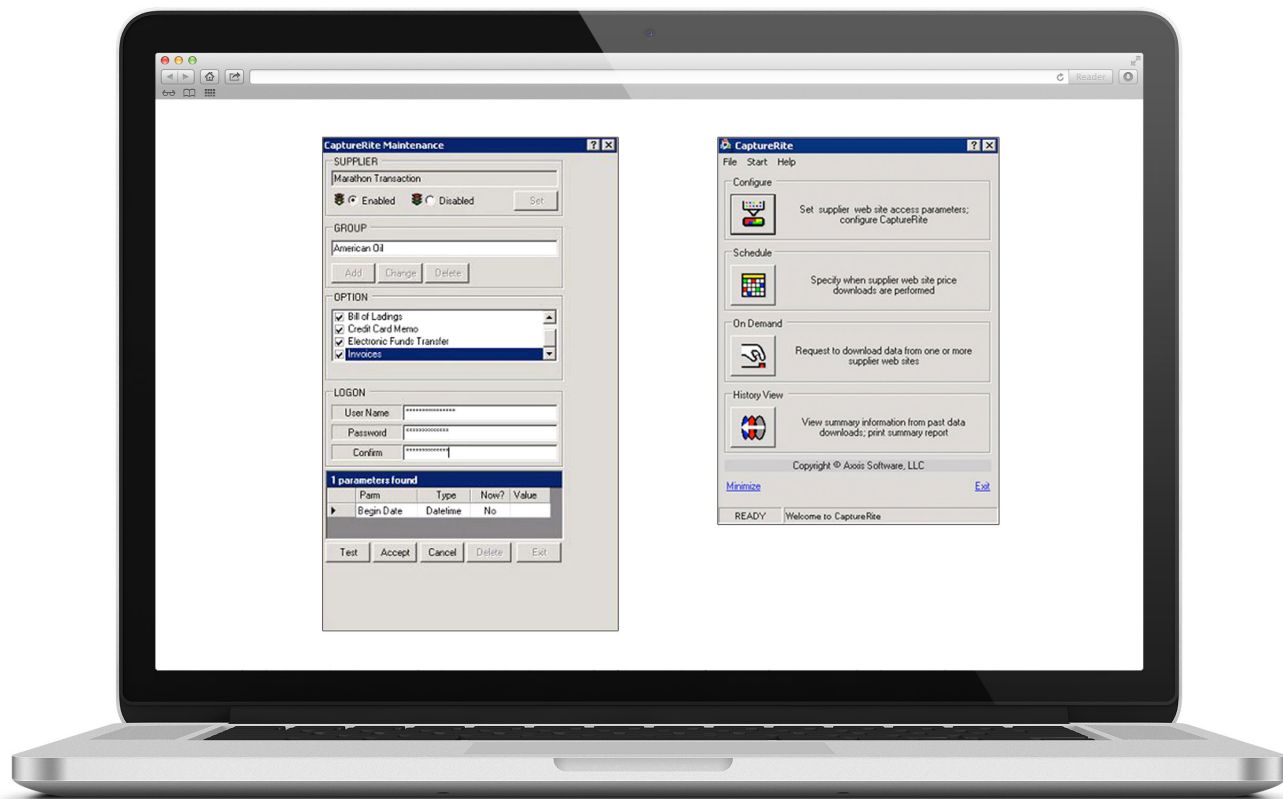 Reader
CaptureRite Maintenance
SUPPLIER
Marathon Transaction
Enabled Disabled Set
GROUP
American Oil
Add Change Delete
OPTION
Bill of Ladings
Credit Card Memo
Electronic Funds Transfer
Invoices
LOGON
User Name ***************
Password *************
Confirm *************
1 parameters found
Parm Type Now? Value
Begin Date Datetime No
Test Accept Cancel Delete Exit
CaptureRite
File Start Help
Configure
Set supplier web site access parameters;
configure CaptureRite
Schedule
Specify when supplier web site price
downloads are performed
On Demand
Request to download data from one or more
supplier web sites
History View
View summary information from past data
downloads; print summary report
Copyright © Axxis Software, LLC
Minimize Exit
READY Welcome to CaptureRite